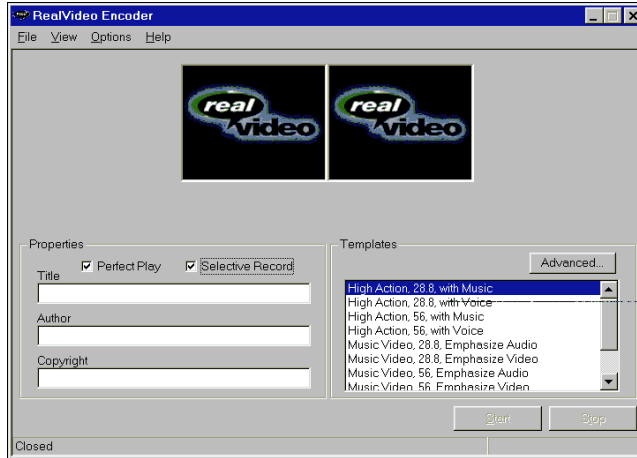 RealVideo Encoder
File View Options Help
real video
real video
Properties
Perfect Play Selective Record
Title
Author
Copyright
Templates
Advanced...
High Action, 28.8, with Music
High Action, 28.8, with Voice
High Action, 56, with Music
High Action, 56, with Voice
Music Video, 28.8, Emphasize Audio
Music Video, 28.8, Emphasize Video
Music Video, 56, Emphasize Audio
Music Video, 56, Emphasize Video
Start Stop
Closed